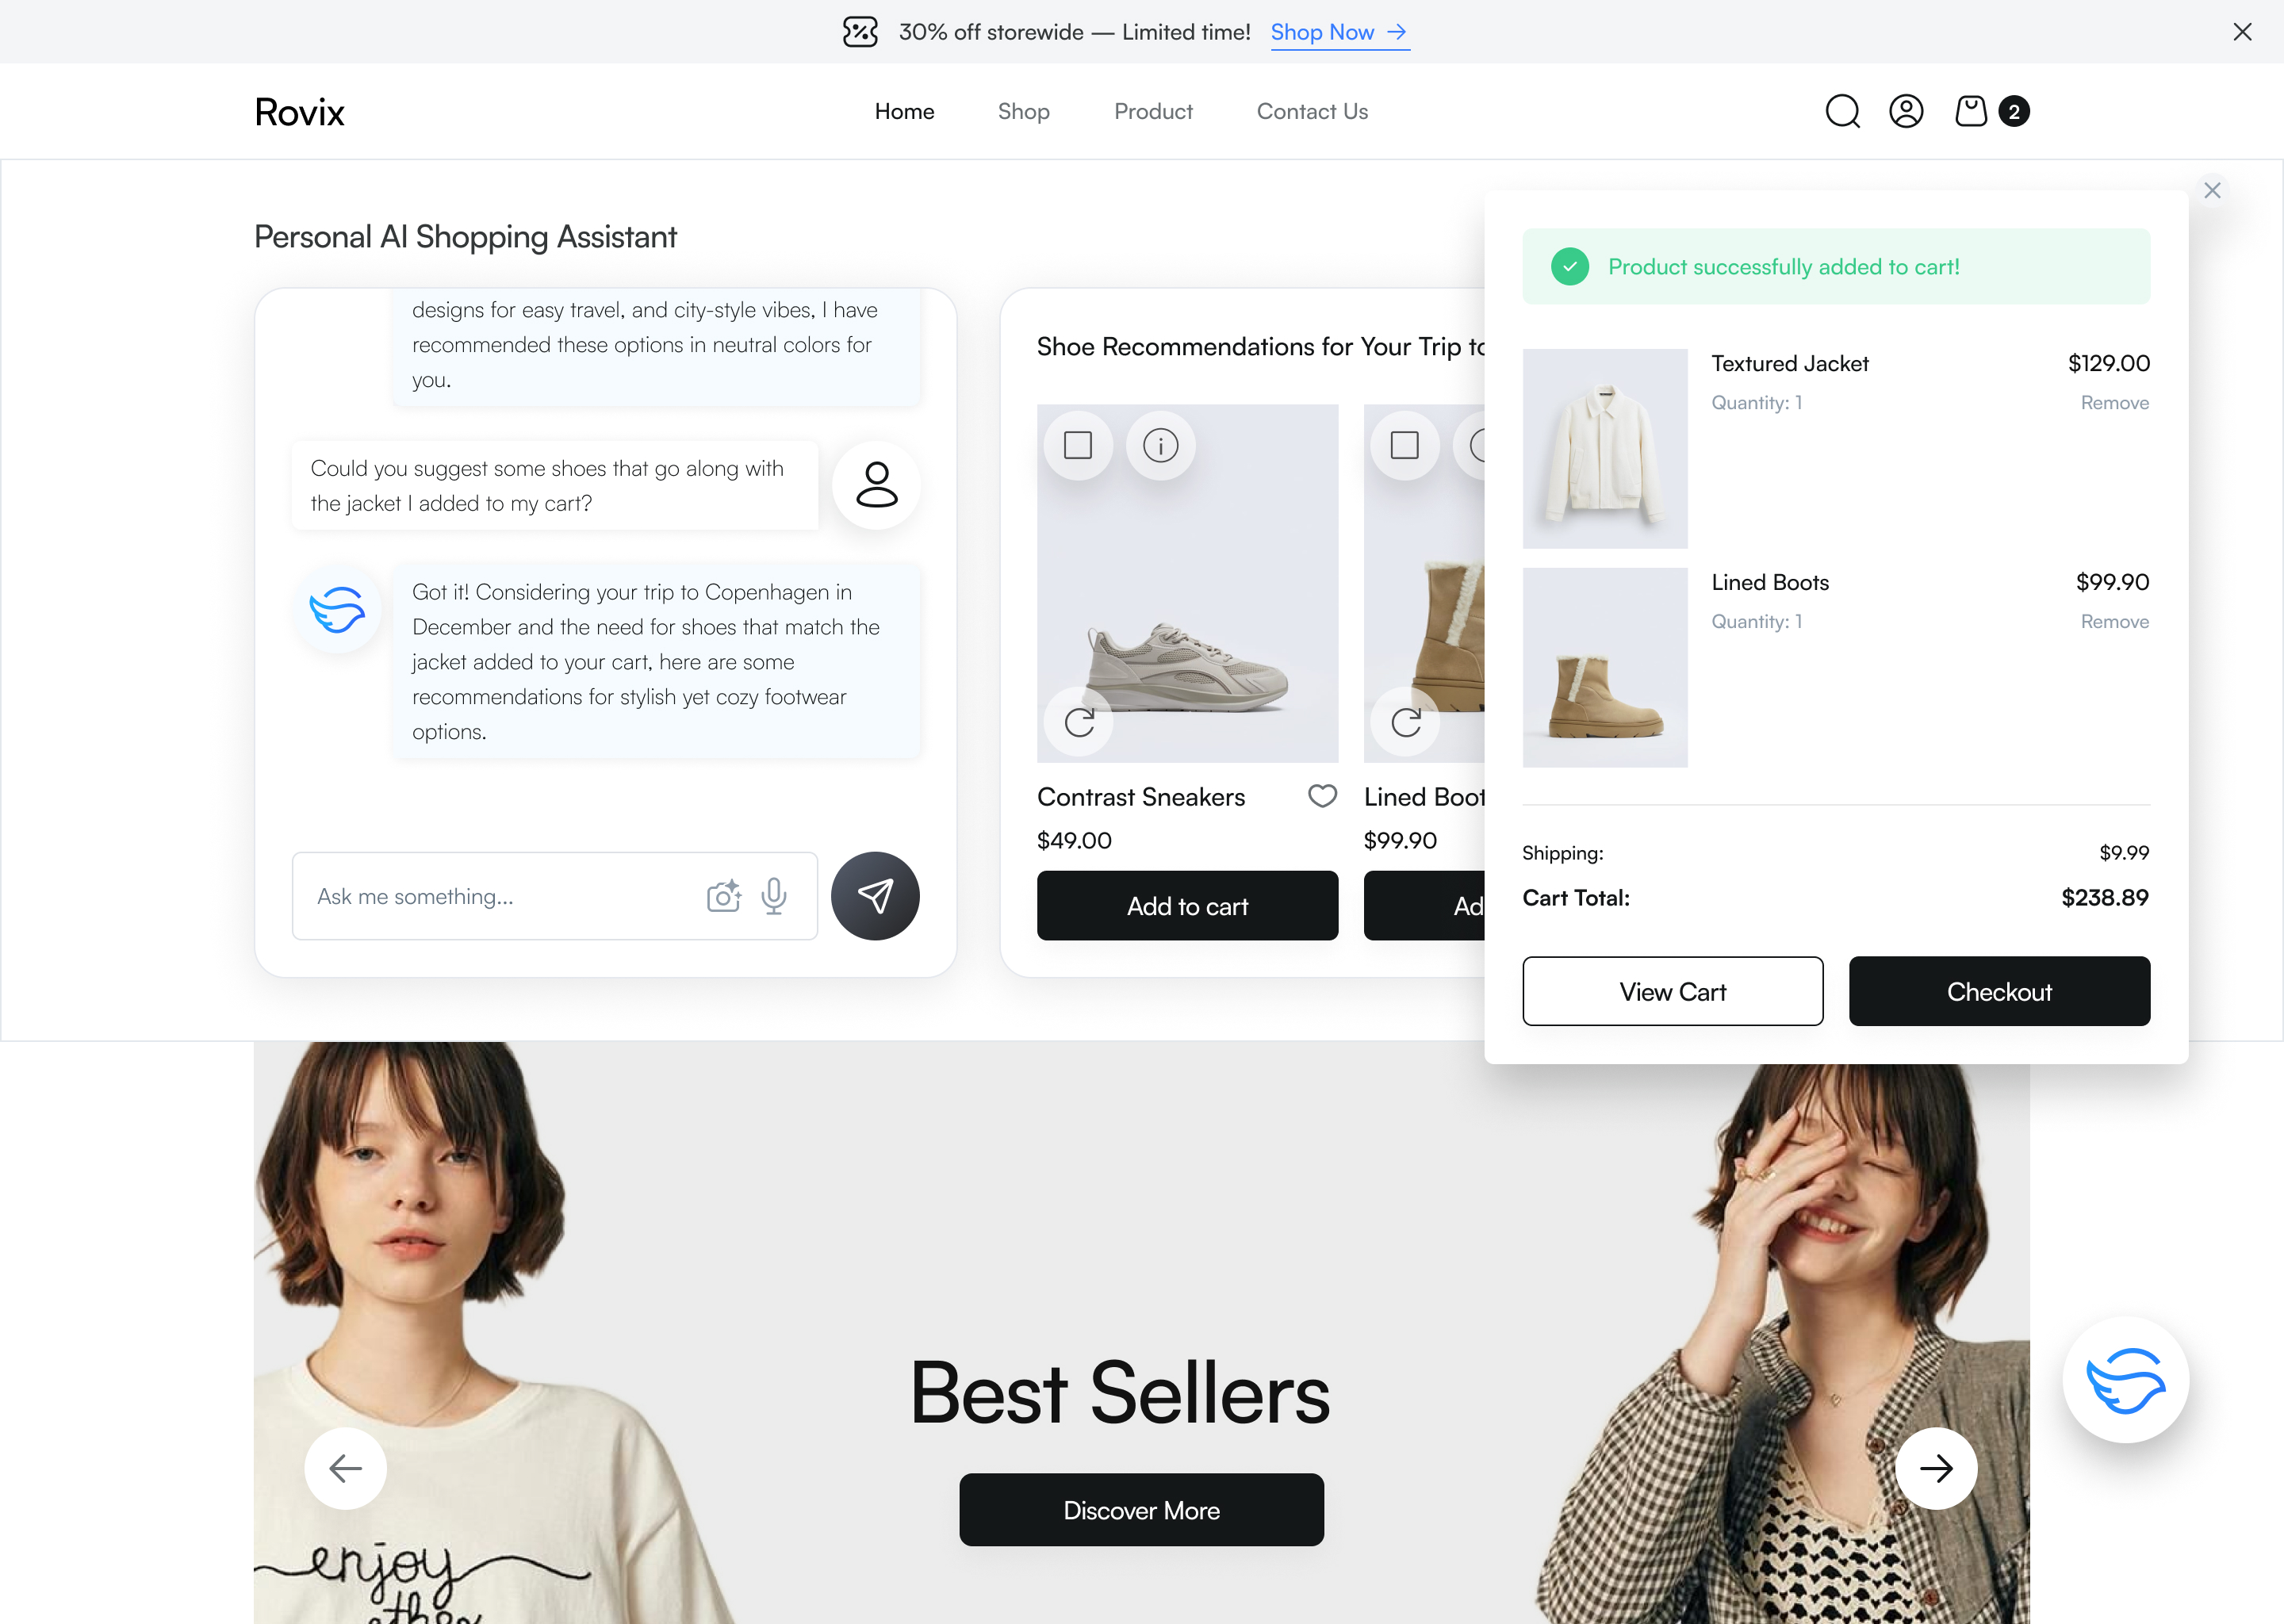 30% off storewide — Limited time! Shop Now
Rovix
Home Shop Product Contact Us
2
Personal AI Shopping Assistant
designs for easy travel, and city-style vibes, I have
recommended these options in neutral colors for
you.
Could you suggest some shoes that go along with
the jacket I added to my cart?
Got it! Considering your trip to Copenhagen in
December and the need for shoes that match the
jacket added to your cart, here are some
recommendations for stylish yet cozy footwear
options.
Ask me something...
Shoe Recommendations for Your Trip to
Contrast Sneakers
$49.00
Add to cart
Lined Boot
$99.90
Ad
Product successfully added to cart!
Textured Jacket $129.00
Quantity: 1 Remove
Lined Boots $99.90
Quantity: 1 Remove
Shipping: $9.99
Cart Total: $238.89
View Cart Checkout
Best Sellers
Discover More
enjoy